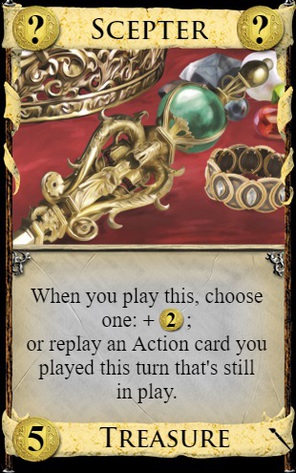 ? SCEPTER ?
When you play this, choose
one: + 2 ;
or replay an Action card you
played this turn that's still
in play.
5 TREASURE